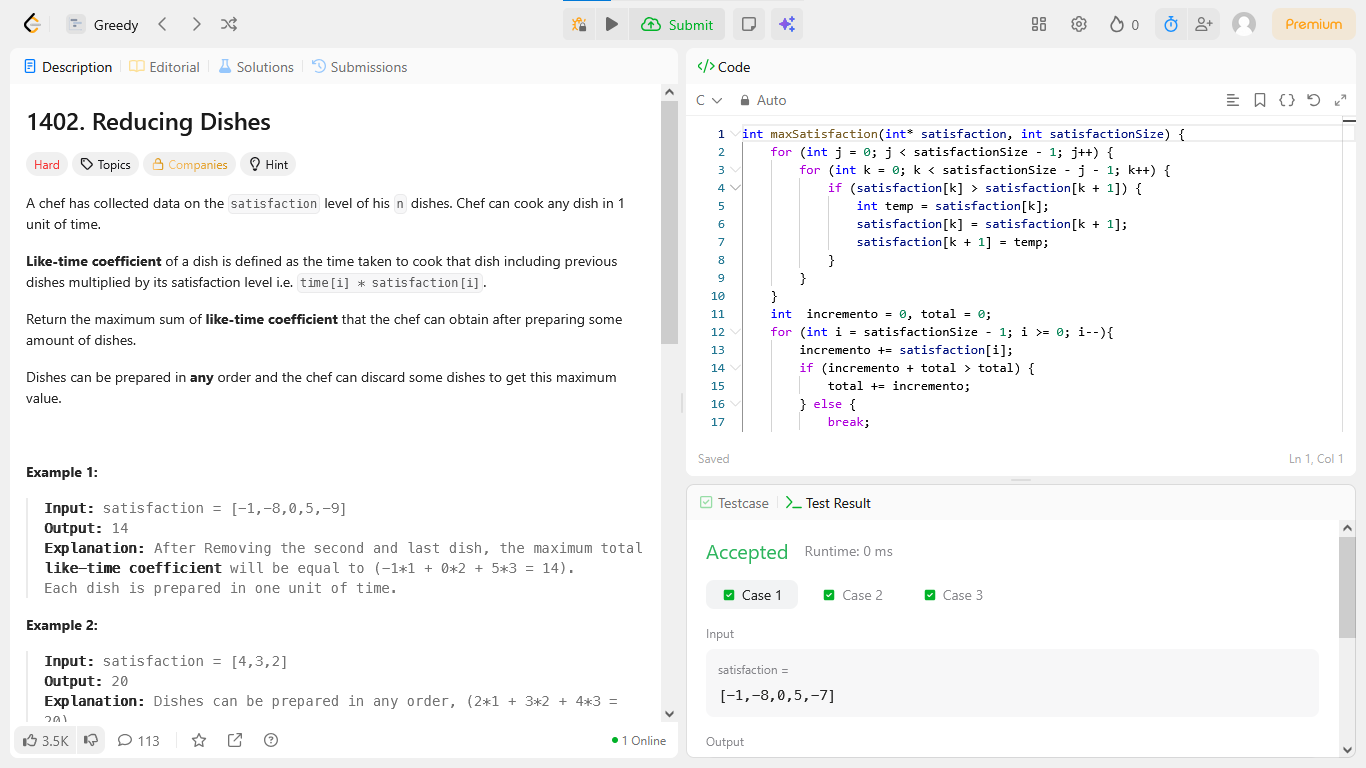 Greedy
Submit
0
Premium
Description
Editorial
Solutions
Submissions
1402. Reducing Dishes
Hard
Topics
Companies
Hint
A chef has collected data on the satisfaction level of his n dishes. Chef can cook any dish in 1
unit of time.
Like-time coefficient of a dish is defined as the time taken to cook that dish including previous
dishes multiplied by its satisfaction level i.e. time[i] * satisfaction[i].
Return the maximum sum of like-time coefficient that the chef can obtain after preparing some
amount of dishes.
Dishes can be prepared in any order and the chef can discard some dishes to get this maximum
value.
Example 1:
Input: satisfaction = [-1,-8,0,5,-9]
Output: 14
Explanation: After Removing the second and last dish, the maximum total
like-time coefficient will be equal to (-1*1 + 0*2 + 5*3 = 14).
Each dish is prepared in one unit of time.
Example 2:
Input: satisfaction = [4,3,2]
Output: 20
Explanation: Dishes can be prepared in any order, (2*1 + 3*2 + 4*3 =
20)
3.5K
113
1 Online
</> Code
C
Auto
1 int maxSatisfaction(int* satisfaction, int satisfactionSize) {
2 for (int j = 0; j < satisfactionSize - 1; j++) {
3 for (int k = 0; k < satisfactionSize - j - 1; k++) {
4 if (satisfaction[k] > satisfaction[k + 1]) {
5 int temp = satisfaction[k];
6 satisfaction[k] = satisfaction[k + 1];
7 satisfaction[k + 1] = temp;
8 }
9 }
10 }
11 int  incremento = 0, total = 0;
12 for (int i = satisfactionSize - 1; i >= 0; i--){
13 incremento += satisfaction[i];
14 if (incremento + total > total) {
15 total += incremento;
16 } else {
17 break;
Saved
Ln 1, Col 1
Testcase
Test Result
Accepted
Runtime: 0 ms
Case 1
Case 2
Case 3
Input
satisfaction =
[-1,-8,0,5,-7]
Output